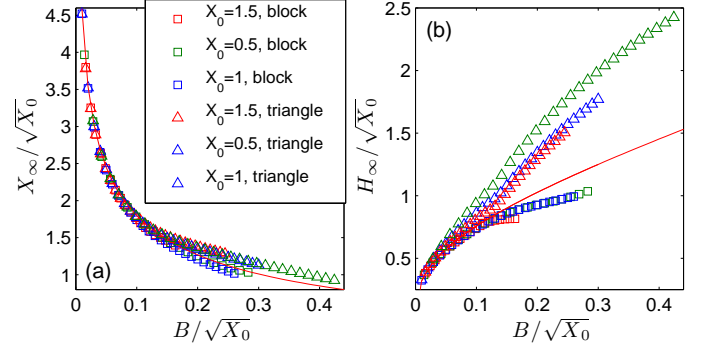 4.5
4
3.5
3
2.5
2
1.5
1
X∞/√X0
0
0.1
0.2
0.3
0.4
B/√X0
(a)
X0=1.5, block
X0=0.5, block
X0=1, block
X0=1.5, triangle
X0=0.5, triangle
X0=1, triangle
2.5
2
1.5
1
0.5
H∞/√X0
0
0.1
0.2
0.3
0.4
B/√X0
(b)